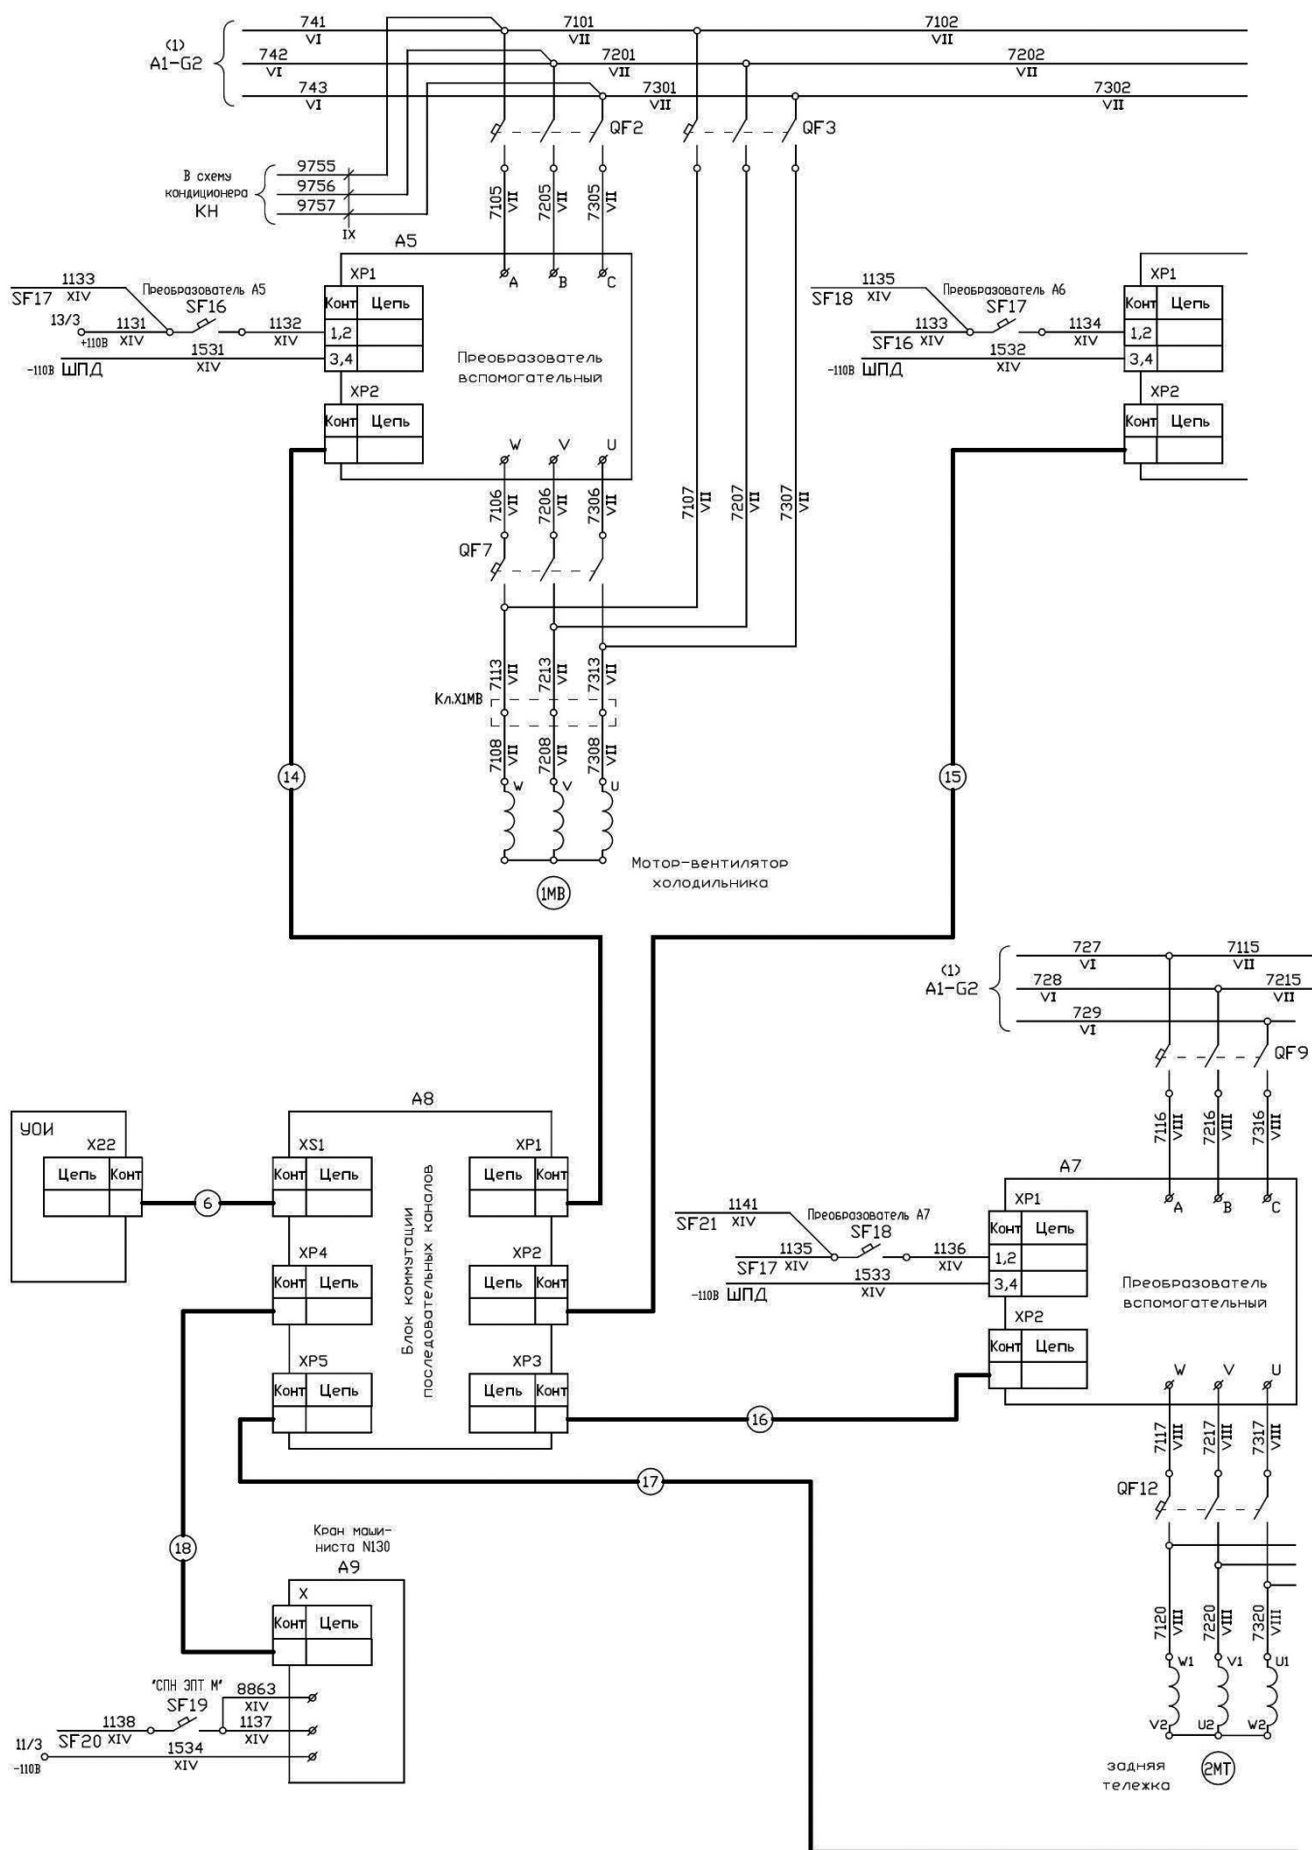 741
7101
7102
VI
VII
VII
(1)
A1-G2
742
7201
7202
VI
VII
VII
743
7301
7302
VI
VII
VII
QF2
QF3
В схему
кондиционера
КН
9755
9756
9757
IX
7105
VII
7205
VII
7305
VII
A5
A
B
C
1133
XIV
SF17
Преобразователь A5
SF16
13/3
+110В
1131
XIV
1132
XIV
1531
XIV
-110В ШПД
XP1
Конт
Цепь
1,2
3,4
XP2
Конт
Цепь
Преобразователь
вспомогательный
W
V
U
1135
XIV
SF18
Преобразователь A6
SF17
1133
SF16
XIV
1134
XIV
1532
XIV
-110В ШПД
XP1
Конт
Цепь
1,2
3,4
XP2
Конт
Цепь
7106
VII
7206
VII
7306
VII
7107
VII
7207
VII
7307
VII
QF7
7113
VII
7213
VII
7313
VII
Кл.X1МВ
7108
VII
7208
VII
7308
VII
W
V
U
14
15
Мотор-вентилятор
холодильника
1МВ
(1)
A1-G2
727
VI
7115
VII
728
VI
7215
VII
729
VI
QF9
7116
VIII
7216
VIII
7316
VIII
A8
УОИ
X22
Цепь
Конт
6
XS1
Конт
Цепь
XP4
Конт
Цепь
XP5
Конт
Цепь
Блок коммутации
последовательных каналов
XP1
Цепь
Конт
XP2
Цепь
Конт
XP3
Цепь
Конт
A7
A
B
C
1141
XIV
SF21
Преобразователь A7
SF18
1135
SF17
XIV
1136
XIV
1533
XIV
-110В ШПД
XP1
Конт
Цепь
1,2
3,4
XP2
Конт
Цепь
Преобразователь
вспомогательный
W
V
U
16
17
18
7117
VIII
7217
VIII
7317
VIII
QF12
7120
VIII
7220
VIII
7320
VIII
W1
V1
U1
V2
U2
W2
задняя
тележка
2МТ
Кран маши-
ниста N130
A9
X
Конт
Цепь
"СПН ЭПТ М"
SF19
8863
XIV
1138
SF20
XIV
1137
XIV
11/3
-110В
1534
XIV